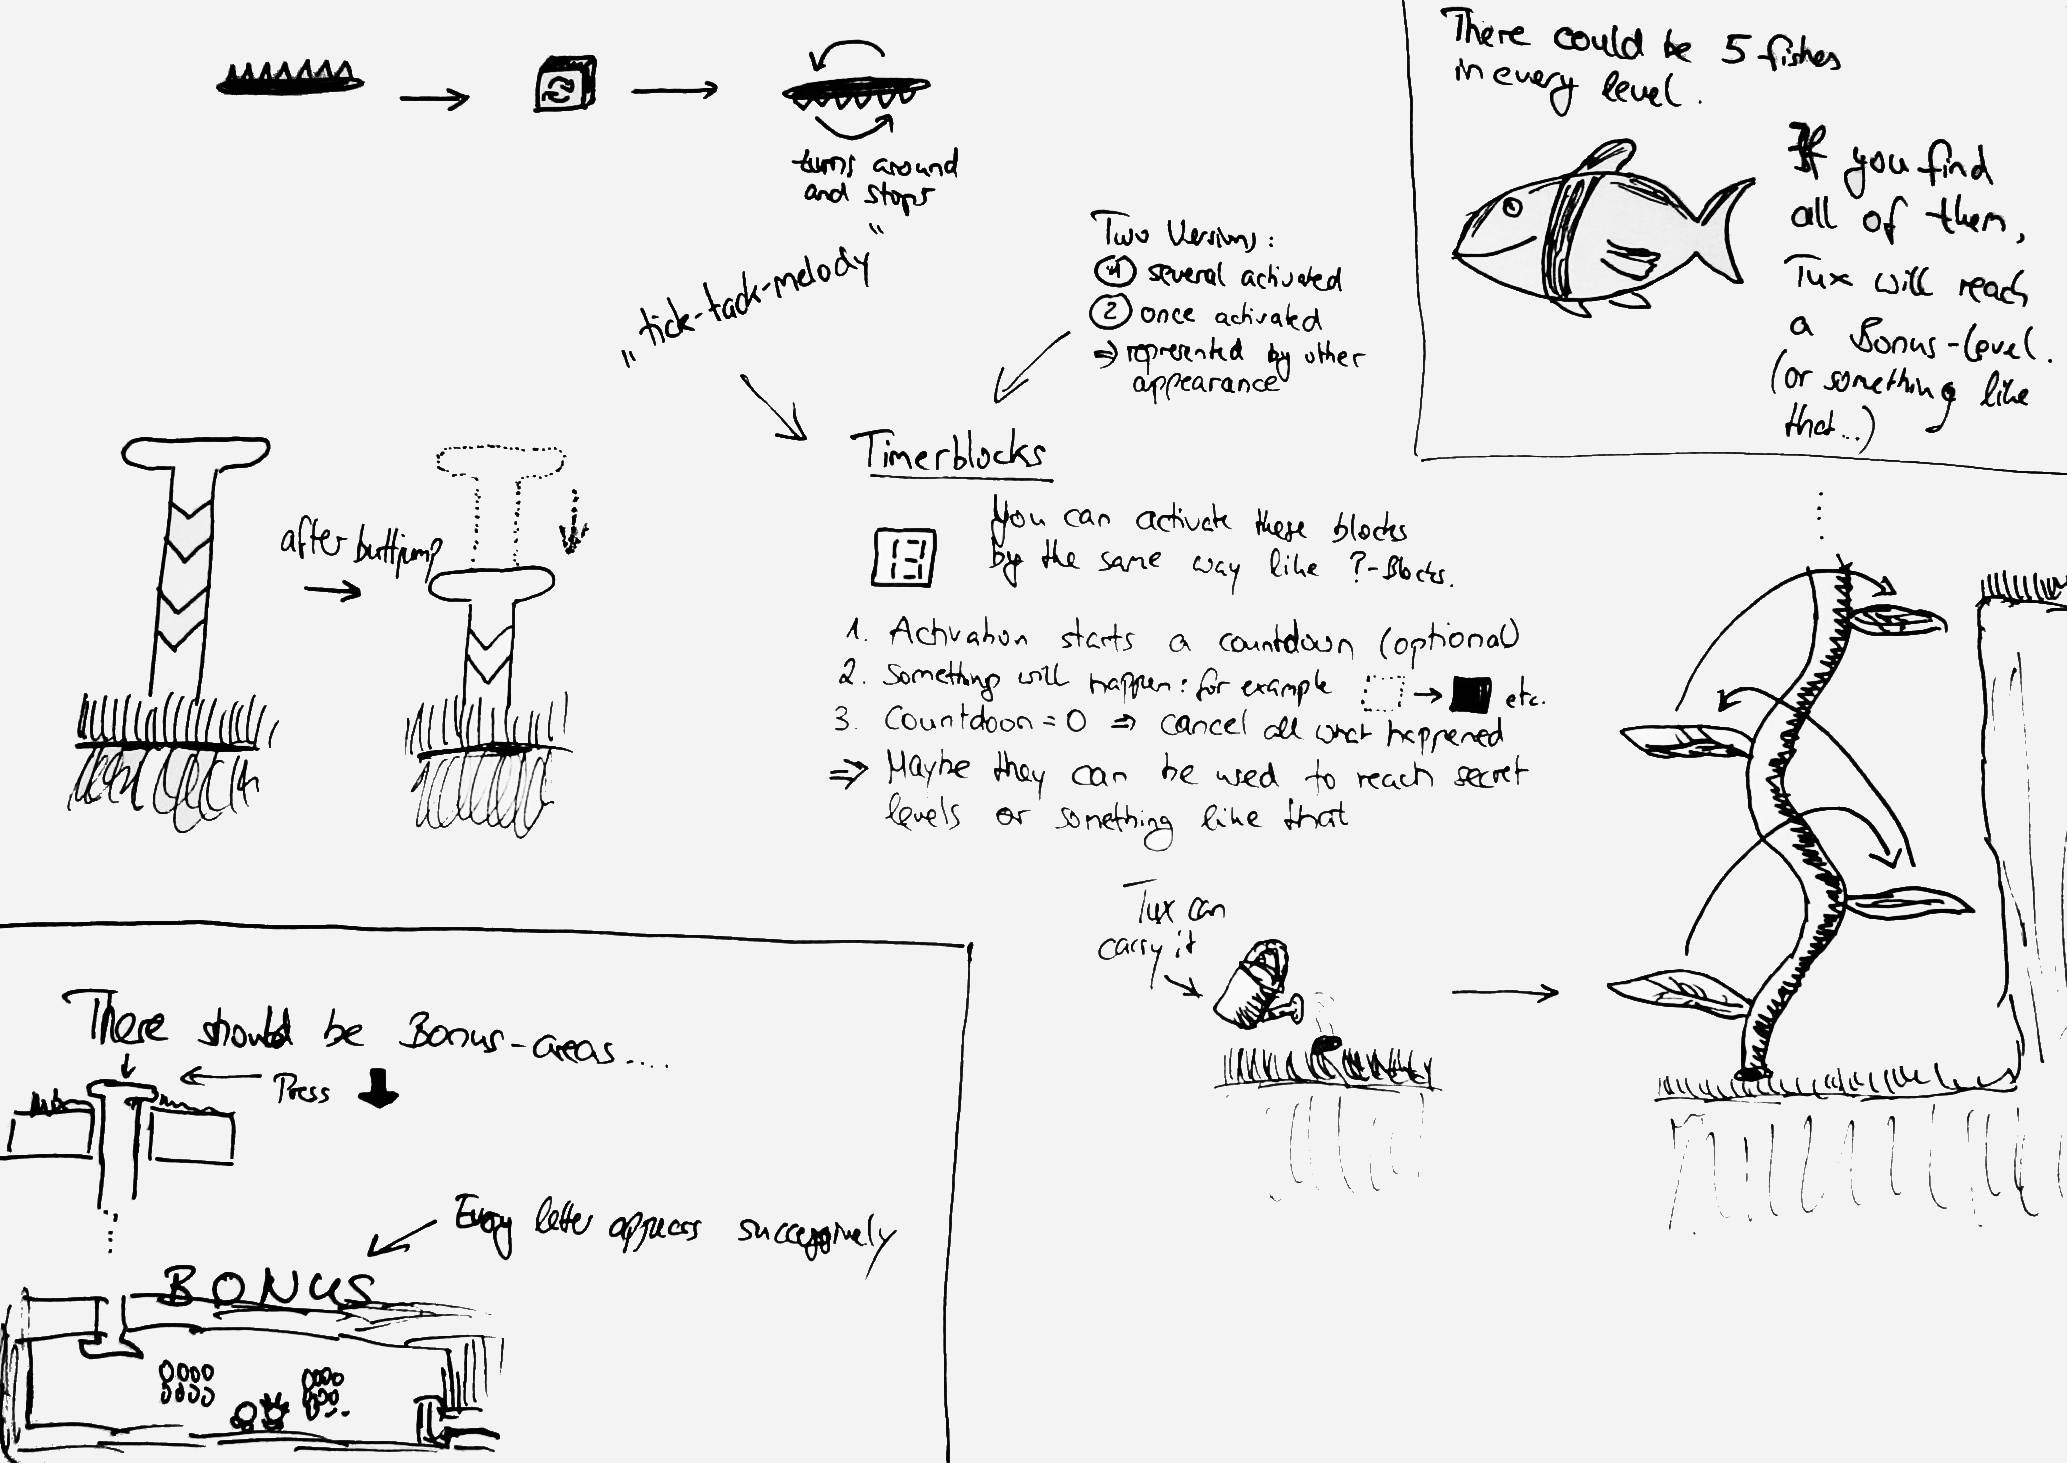 There could be 5 fishes
in every level.
If you find
all of them,
Tux will reach
a Bonus-level.
(or something like
that...)
turns around
and stops
„tick-tack-melody“
Two Versions:
1 several activated
2 once activated
⇒ represented by other
appearance
Timerblocks
13
You can activate these blocks
by the same way like ?-Blocks.
1. Activation starts a countdown (optional)
2. Something will happen: for example → etc.
3. Countdown = 0 ⇒ cancel all what happened
⇒ Maybe they can be used to reach secret
levels or something like that
after buttjump
Tux can
carry it
There should be Bonus-areas....
Press
Every letter appears successively
BONUS